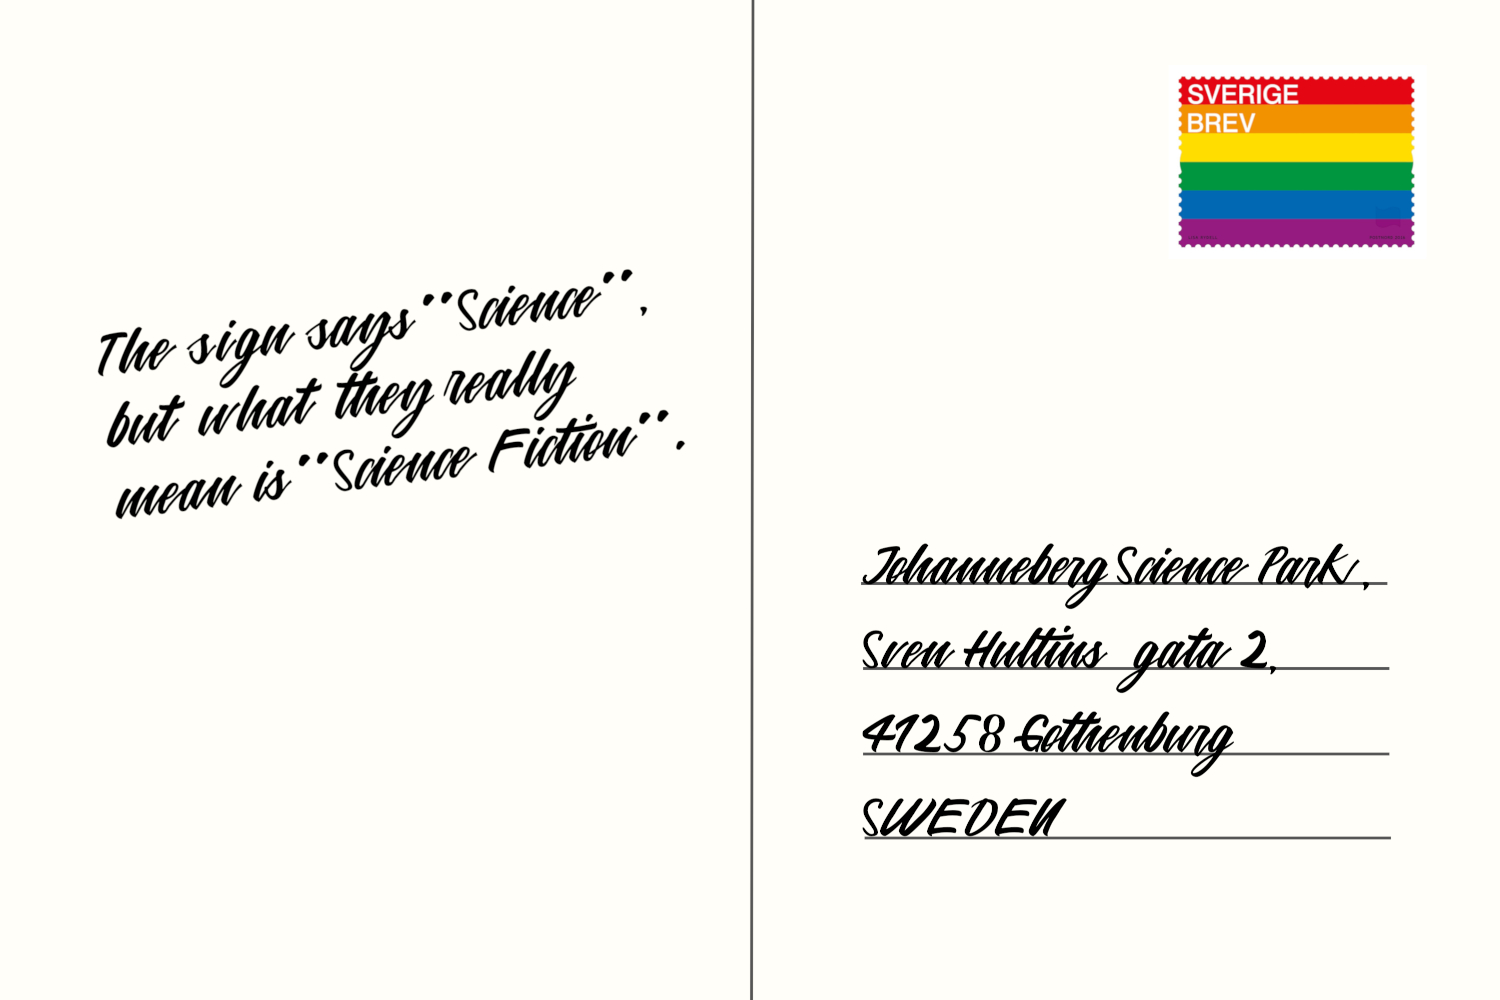 The sign says "Science",
but what they really
mean is "Science Fiction".
SVERIGE
BREV
Johanneberg Science Park,
Sven Hultins gata 2,
41258 Gothenburg
SWEDEN